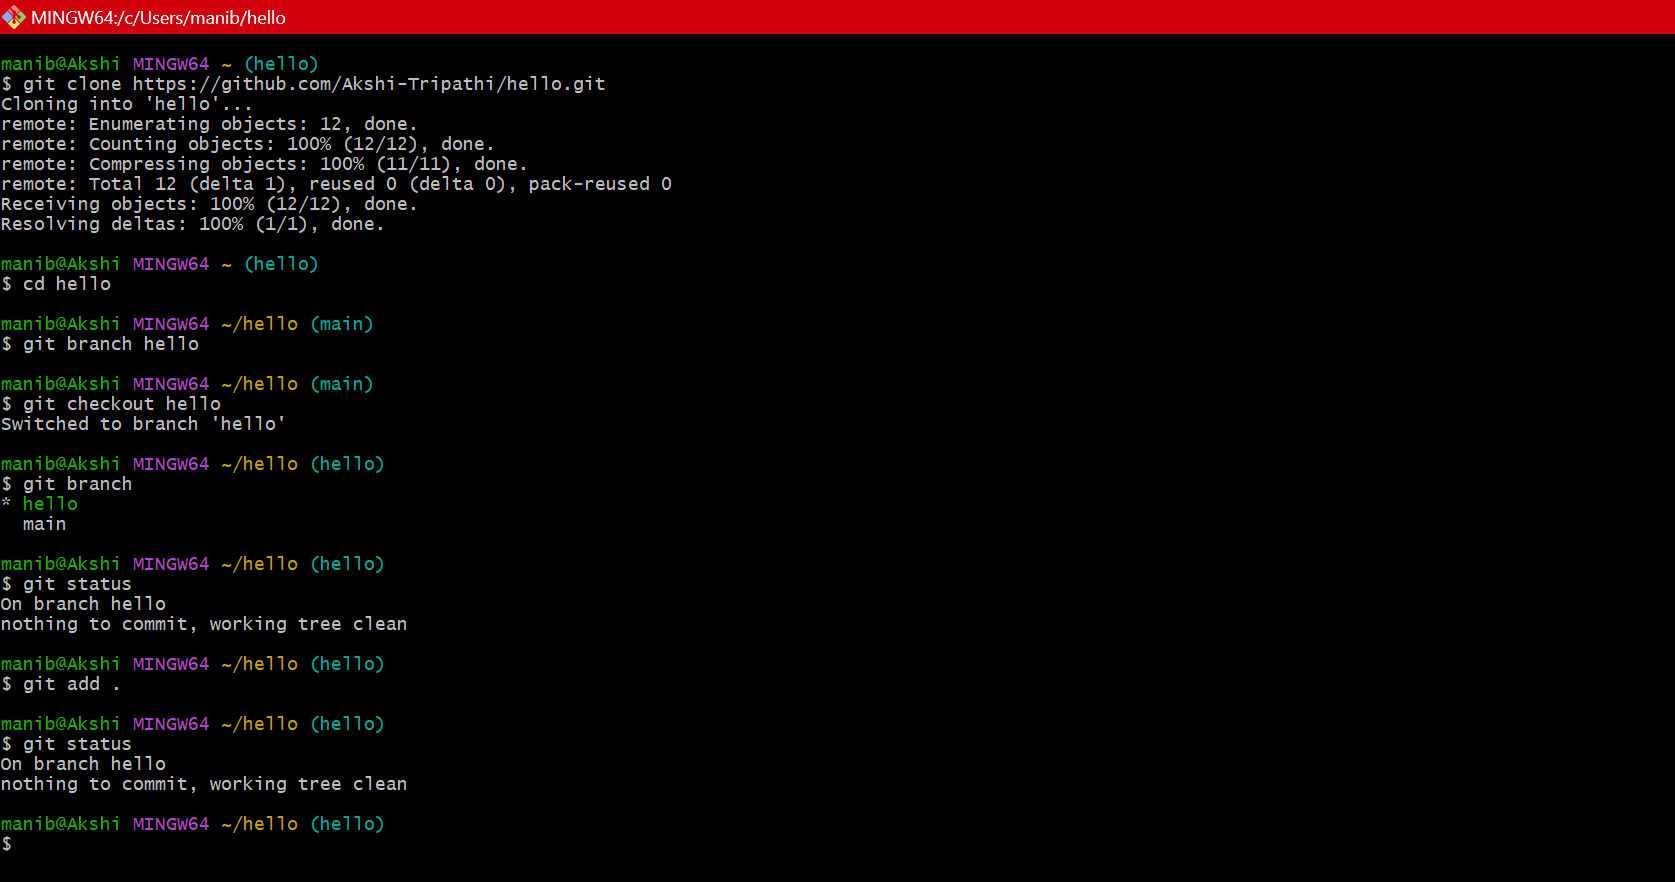 MINGW64:/c/Users/manib/hello
manib@Akshi MINGW64 ~ (hello)
$ git clone https://github.com/Akshi-Tripathi/hello.git
Cloning into 'hello'...
remote: Enumerating objects: 12, done.
remote: Counting objects: 100% (12/12), done.
remote: Compressing objects: 100% (11/11), done.
remote: Total 12 (delta 1), reused 0 (delta 0), pack-reused 0
Receiving objects: 100% (12/12), done.
Resolving deltas: 100% (1/1), done.
manib@Akshi MINGW64 ~ (hello)
$ cd hello
manib@Akshi MINGW64 ~/hello (main)
$ git branch hello
manib@Akshi MINGW64 ~/hello (main)
$ git checkout hello
Switched to branch 'hello'
manib@Akshi MINGW64 ~/hello (hello)
$ git branch
* hello
  main
manib@Akshi MINGW64 ~/hello (hello)
$ git status
On branch hello
nothing to commit, working tree clean
manib@Akshi MINGW64 ~/hello (hello)
$ git add .
manib@Akshi MINGW64 ~/hello (hello)
$ git status
On branch hello
nothing to commit, working tree clean
manib@Akshi MINGW64 ~/hello (hello)
$